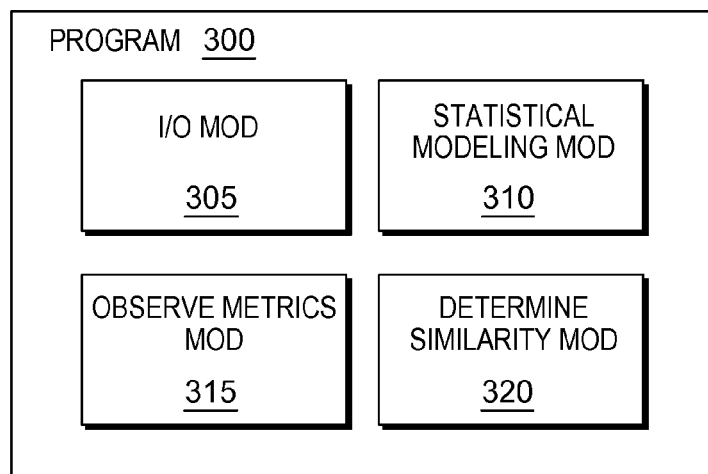 PROGRAM 300
I/O MOD
305
STATISTICAL
MODELING MOD
310
OBSERVE METRICS
MOD
315
DETERMINE
SIMILARITY MOD
320